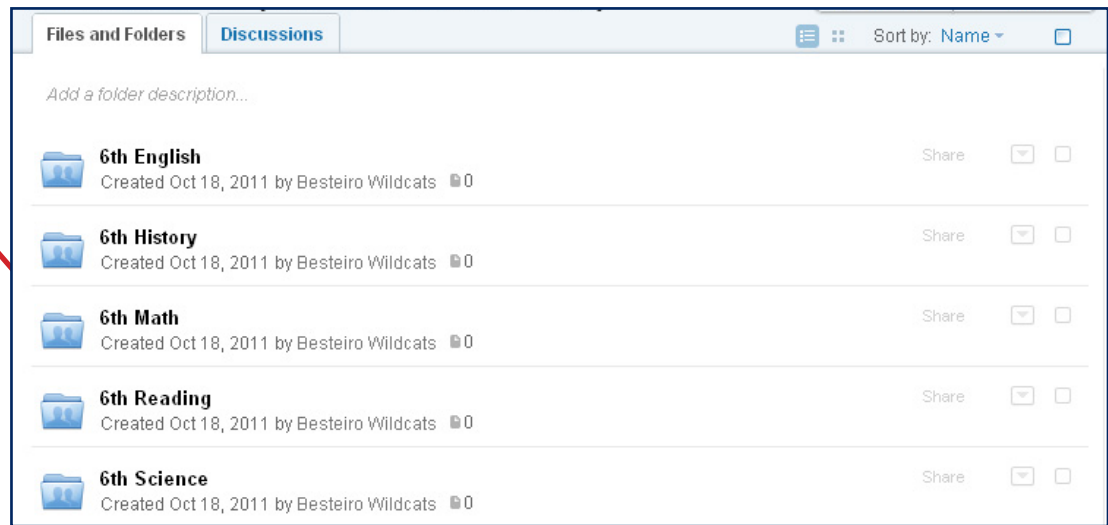 Files and Folders Discussions Sort by: Name
Add a folder description...
6th English Share
Created Oct 18, 2011 by Besteiro Wildcats 0
6th History Share
Created Oct 18, 2011 by Besteiro Wildcats 0
6th Math Share
Created Oct 18, 2011 by Besteiro Wildcats 0
6th Reading Share
Created Oct 18, 2011 by Besteiro Wildcats 0
6th Science Share
Created Oct 18, 2011 by Besteiro Wildcats 0